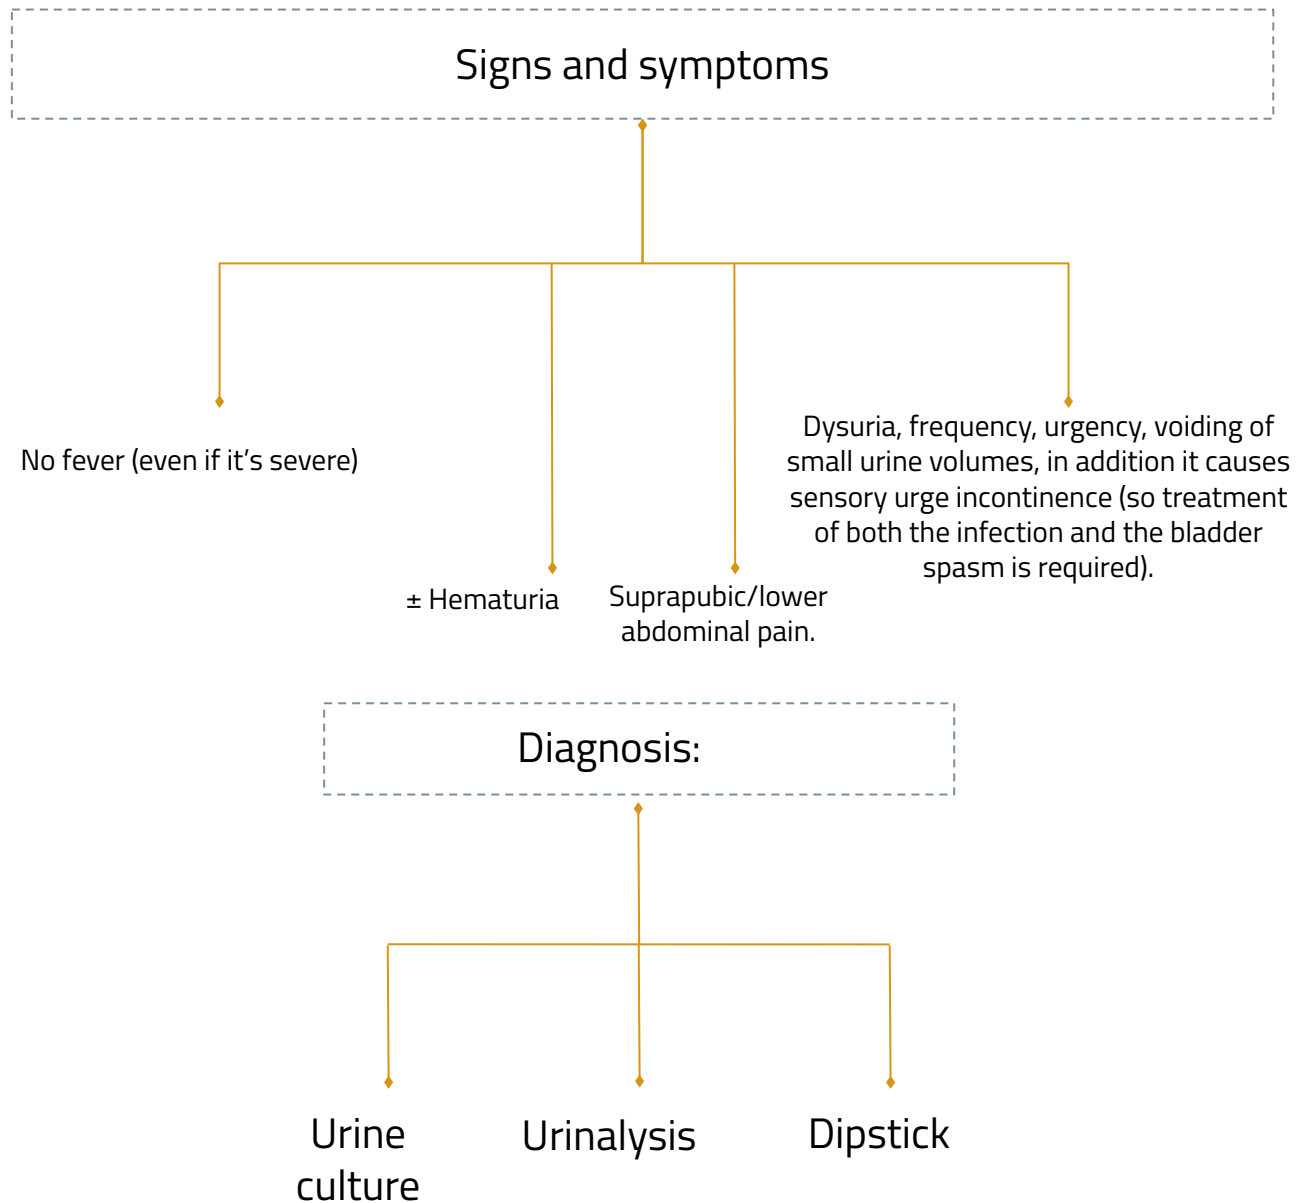 Signs and symptoms
No fever (even if it's severe)
± Hematuria
Suprapubic/lower
abdominal pain.
Dysuria, frequency, urgency, voiding of
small urine volumes, in addition it causes
sensory urge incontinence (so treatment
of both the infection and the bladder
spasm is required).
Diagnosis:
Urine
culture
Urinalysis
Dipstick